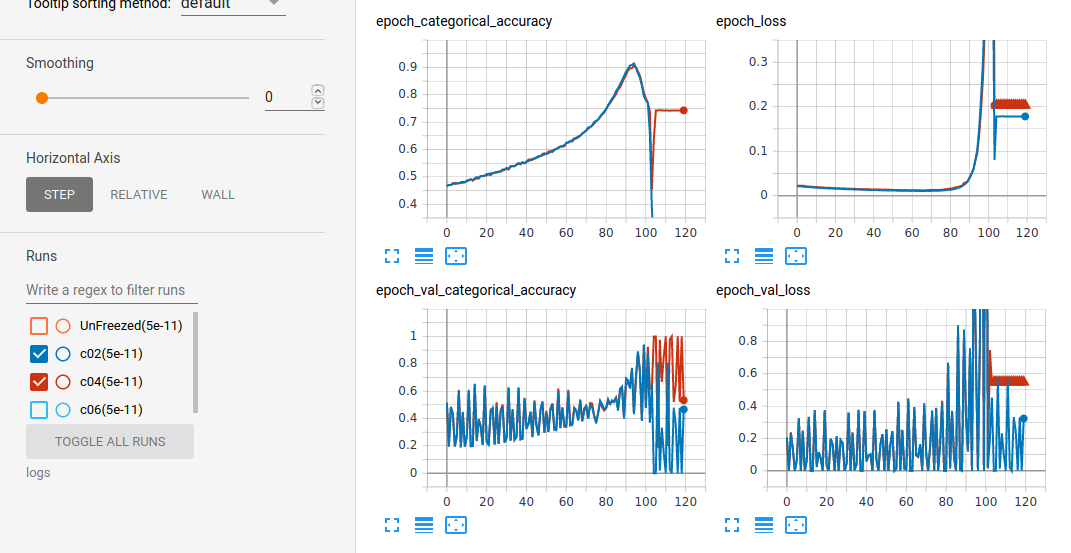 Tooltip sorting method: default
Smoothing
0
Horizontal Axis
STEP RELATIVE WALL
Runs
Write a regex to filter runs
UnFreezed(5e-11)
c02(5e-11)
c04(5e-11)
c06(5e-11)
TOGGLE ALL RUNS
logs
epoch_categorical_accuracy
0.9
0.8
0.7
0.6
0.5
0.4
0 20 40 60 80 100 120
epoch_loss
0.3
0.2
0.1
0
0 20 40 60 80 100 120
epoch_val_categorical_accuracy
1
0.8
0.6
0.4
0.2
0
0 20 40 60 80 100 120
epoch_val_loss
0.8
0.6
0.4
0.2
0
0 20 40 60 80 100 120